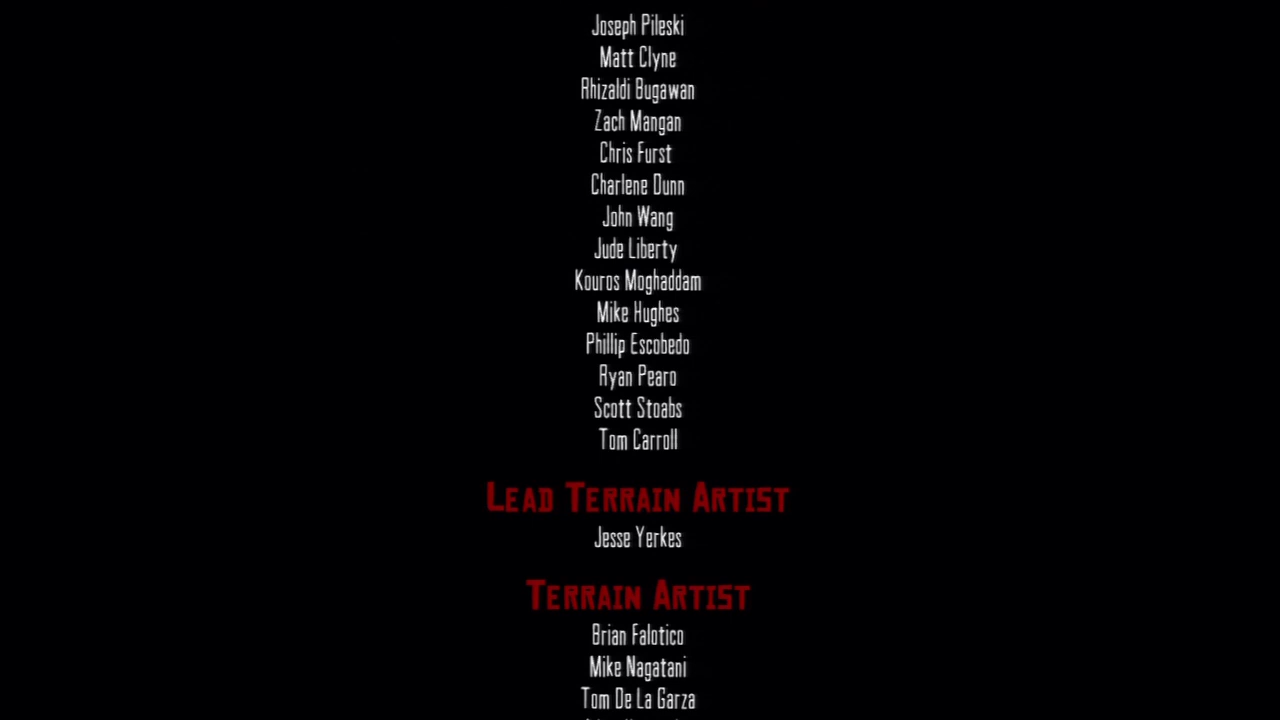 Joseph Pileski
Matt Clyne
Rhizaldi Bugawan
Zach Mangan
Chris Furst
Charlene Dunn
John Wang
Jude Liberty
Kouros Moghaddam
Mike Hughes
Phillip Escobedo
Ryan Pearo
Scott Stoabs
Tom Carroll
Lead Terrain Artist
Jesse Yerkes
Terrain Artist
Brian Falotico
Mike Nagatani
Tom De La Garza